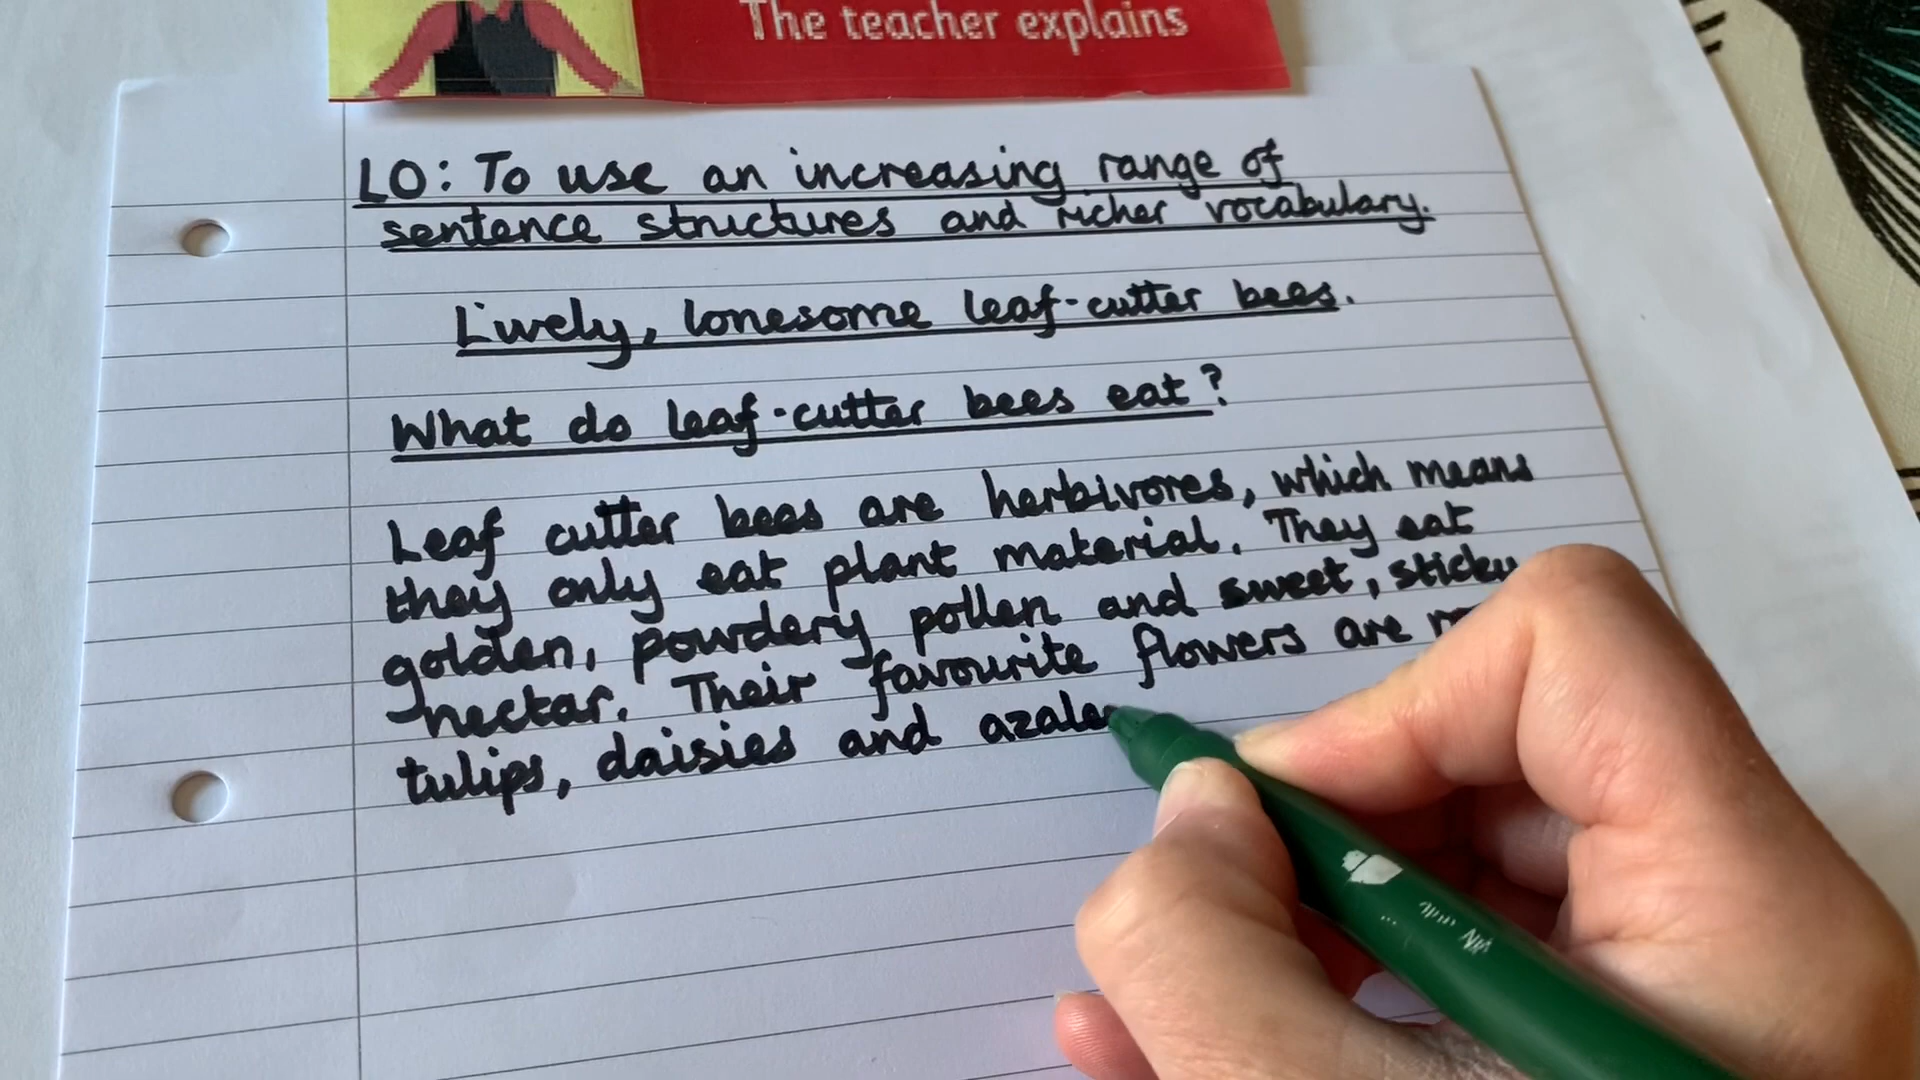 The teacher explains
LO: To use an increasing range of
sentence structures and richer vocabulary.
Lively, lonesome leaf-cutter bees.
What do leaf-cutter bees eat?
Leaf cutter bees are herbivores, which means
they only eat plant material. They eat
golden, powdery pollen and sweet, sticky
nectar. Their favourite flowers are
tulips, daisies and azalea